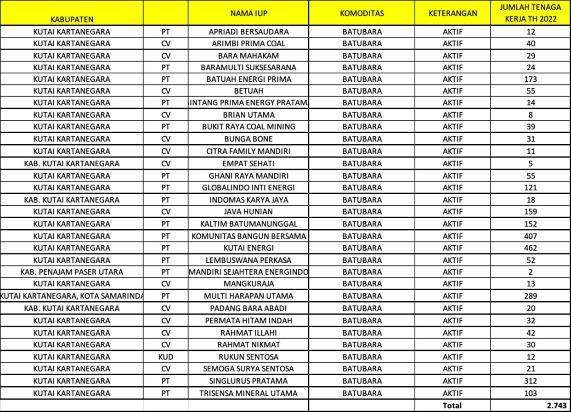 KABUPATEN NAMA IUP KOMODITAS KETERANGAN JUMLAH TENAGA KERJA TH 2022
KUTAI KARTANEGARA PT APRIADI BERSAUDARA BATUBARA AKTIF 12
KUTAI KARTANEGARA CV ARIMBI PRIMA COAL BATUBARA AKTIF 40
KUTAI KARTANEGARA CV BARA MAHAKAM BATUBARA AKTIF 29
KUTAI KARTANEGARA PT BARAMULTI SUKSESARANA BATUBARA AKTIF 24
KUTAI KARTANEGARA PT BATUAH ENERGI PRIMA BATUBARA AKTIF 173
KUTAI KARTANEGARA CV BETUAH BATUBARA AKTIF 55
KUTAI KARTANEGARA PT INTANG PRIMA ENERGY PRATAM BATUBARA AKTIF 14
KUTAI KARTANEGARA CV BRIAN UTAMA BATUBARA AKTIF 8
KUTAI KARTANEGARA PT BUKIT RAYA COAL MINING BATUBARA AKTIF 39
KUTAI KARTANEGARA CV BUNGA BONE BATUBARA AKTIF 31
KUTAI KARTANEGARA CV CITRA FAMILY MANDIRI BATUBARA AKTIF 11
KAB. KUTAI KARTANEGARA CV EMPAT SEHATI BATUBARA AKTIF 5
KUTAI KARTANEGARA PT GHANI RAYA MANDIRI BATUBARA AKTIF 55
KUTAI KARTANEGARA PT GLOBALINDO INTI ENERGI BATUBARA AKTIF 121
KAB. KUTAI KARTANEGARA PT INDOMAS KARYA JAYA BATUBARA AKTIF 18
KUTAI KARTANEGARA CV JAVA HUNIAN BATUBARA AKTIF 159
KUTAI KARTANEGARA PT KALTIM BATUMANUNGGAL BATUBARA AKTIF 152
KUTAI KARTANEGARA PT KOMUNITAS BANGUN BERSAMA BATUBARA AKTIF 407
KUTAI KARTANEGARA PT KUTAI ENERGI BATUBARA AKTIF 462
KUTAI KARTANEGARA PT LEMBUSWANA PERKASA BATUBARA AKTIF 52
KAB. PENAJAM PASER UTARA PT MANDIRI SEJAHTERA ENERGINDO BATUBARA AKTIF 2
KUTAI KARTANEGARA CV MANGKURAJA BATUBARA AKTIF 13
KUTAI KARTANEGARA, KOTA SAMARINDA PT MULTI HARAPAN UTAMA BATUBARA AKTIF 289
KAB. KUTAI KARTANEGARA CV PADANG BARA ABADI BATUBARA AKTIF 20
KUTAI KARTANEGARA CV PERMATA HITAM INDAH BATUBARA AKTIF 32
KUTAI KARTANEGARA CV RAHMAT ILLAHI BATUBARA AKTIF 42
KUTAI KARTANEGARA CV RAHMAT NIKMAT BATUBARA AKTIF 30
KUTAI KARTANEGARA KUD RUKUN SENTOSA BATUBARA AKTIF 12
KUTAI KARTANEGARA CV SEMOGA SURYA SENTOSA BATUBARA AKTIF 21
KUTAI KARTANEGARA PT SINGLURUS PRATAMA BATUBARA AKTIF 312
KUTAI KARTANEGARA PT TRISENSA MINERAL UTAMA BATUBARA AKTIF 103
Total 2.743